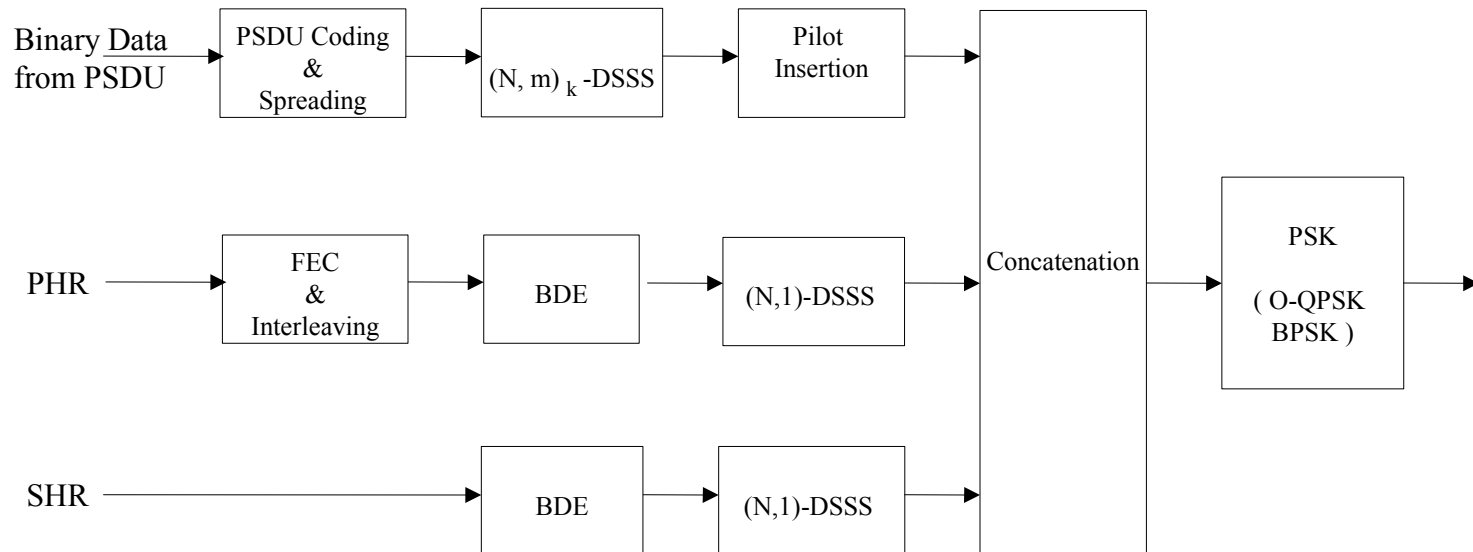 Binary Data
from PSDU
PSDU Coding
&
Spreading
(N, m) k -DSSS
Pilot
Insertion
PHR
FEC
&
Interleaving
BDE
(N,1)-DSSS
Concatenation
PSK
( O-QPSK
BPSK )
SHR
BDE
(N,1)-DSSS